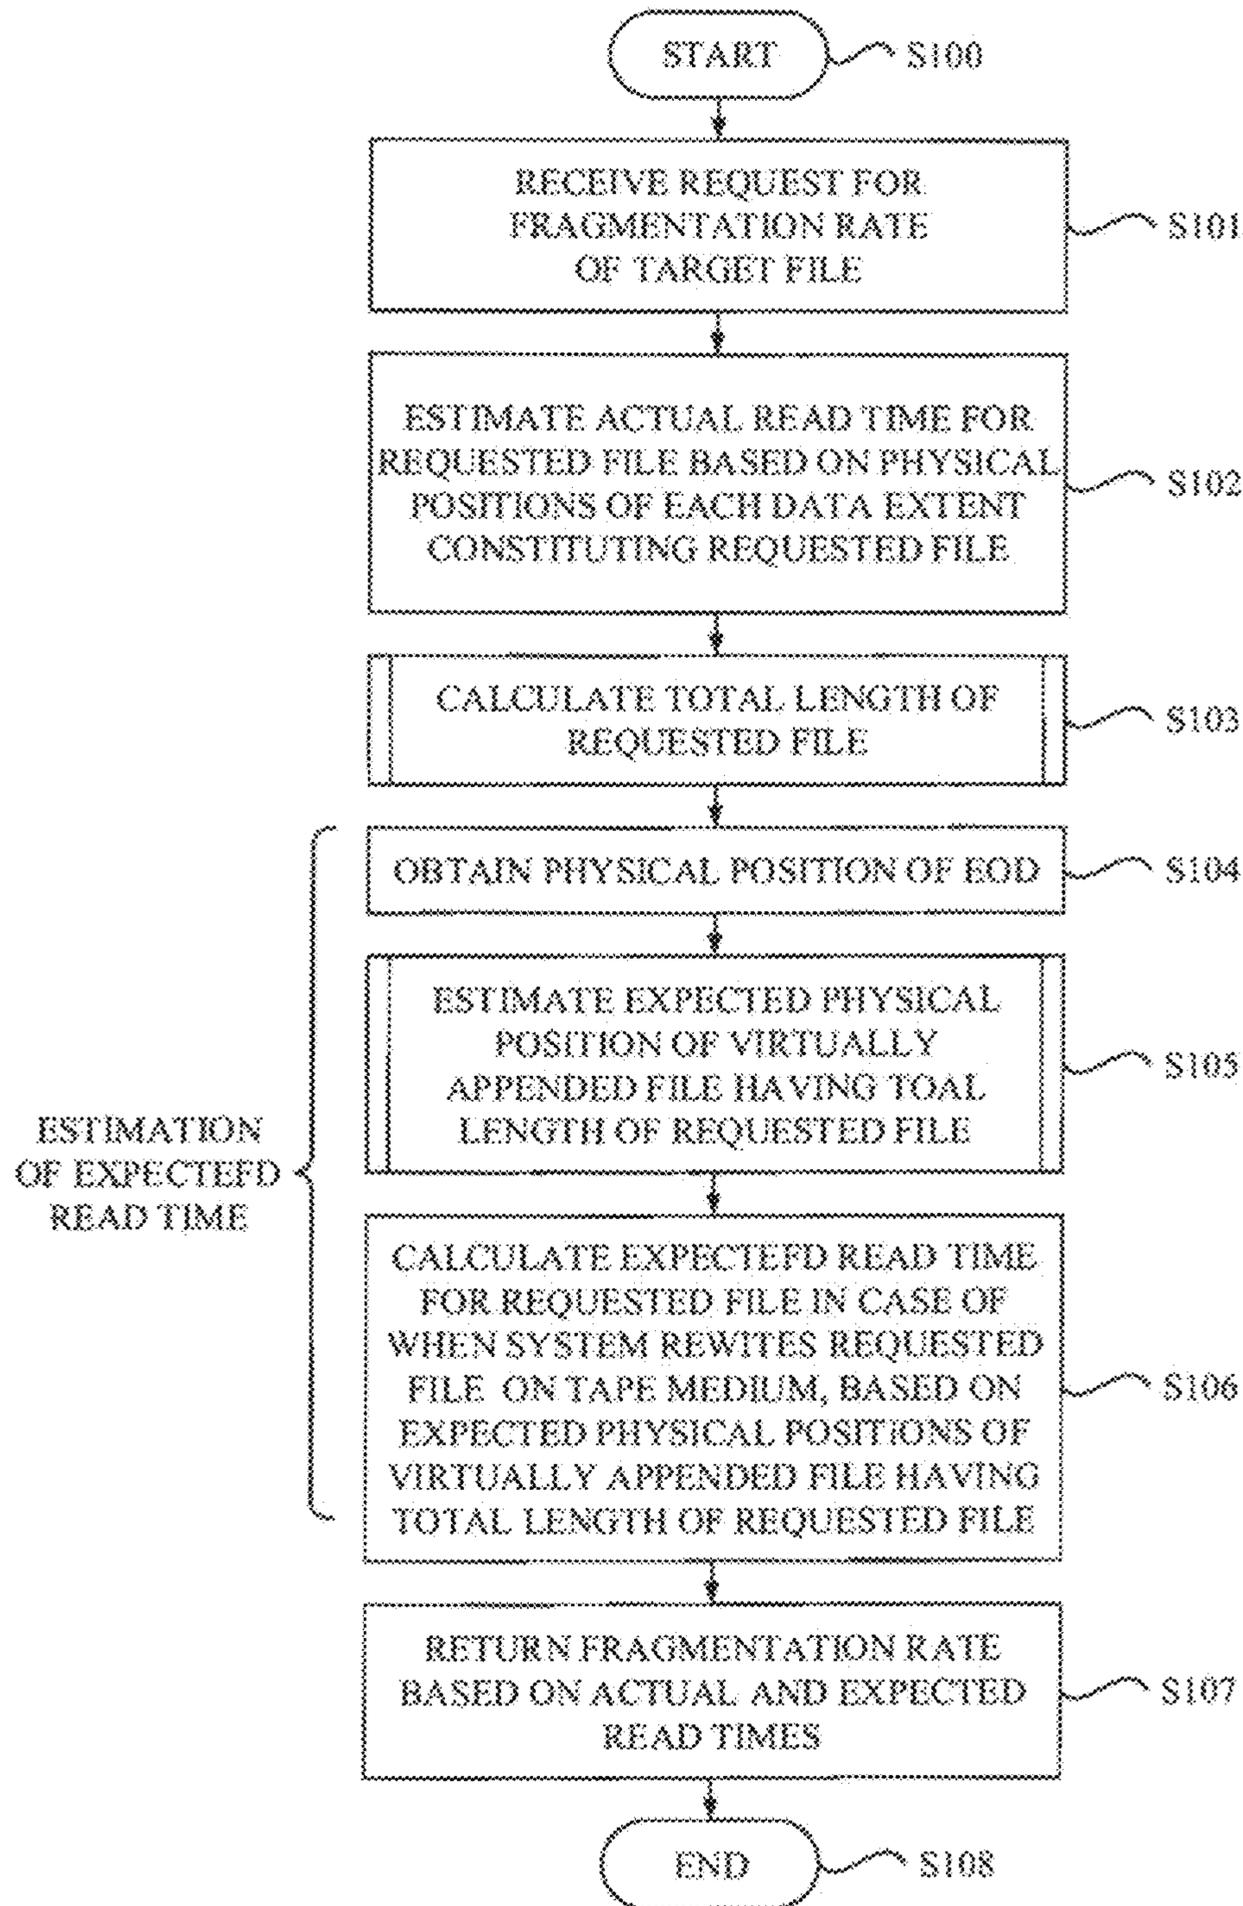 START
S100
RECEIVE REQUEST FOR
FRAGMENTATION RATE
OF TARGET FILE
S101
ESTIMATE ACTUAL READ TIME FOR
REQUESTED FILE BASED ON PHYSICAL
POSITIONS OF EACH DATA EXTENT
CONSTITUTING REQUESTED FILE
S102
CALCULATE TOTAL LENGTH OF
REQUESTED FILE
S103
OBTAIN PHYSICAL POSITION OF EOD
S104
ESTIMATE EXPECTED PHYSICAL
POSITION OF VIRTUALLY
APPENDED FILE HAVING TOAL
LENGTH OF REQUESTED FILE
S105
ESTIMATION
OF EXPECTEFD
READ TIME
CALCULATE EXPECTEFD READ TIME
FOR REQUESTED FILE IN CASE OF
WHEN SYSTEM REWITES REQUESTED
FILE ON TAPE MEDIUM, BASED ON
EXPECTED PHYSICAL POSITIONS OF
VIRTUALLY APPENDED FILE HAVING
TOTAL LENGTH OF REQUESTED FILE
S106
RETURN FRAGMENTATION RATE
BASED ON ACTUAL AND EXPECTED
READ TIMES
S107
END
S108